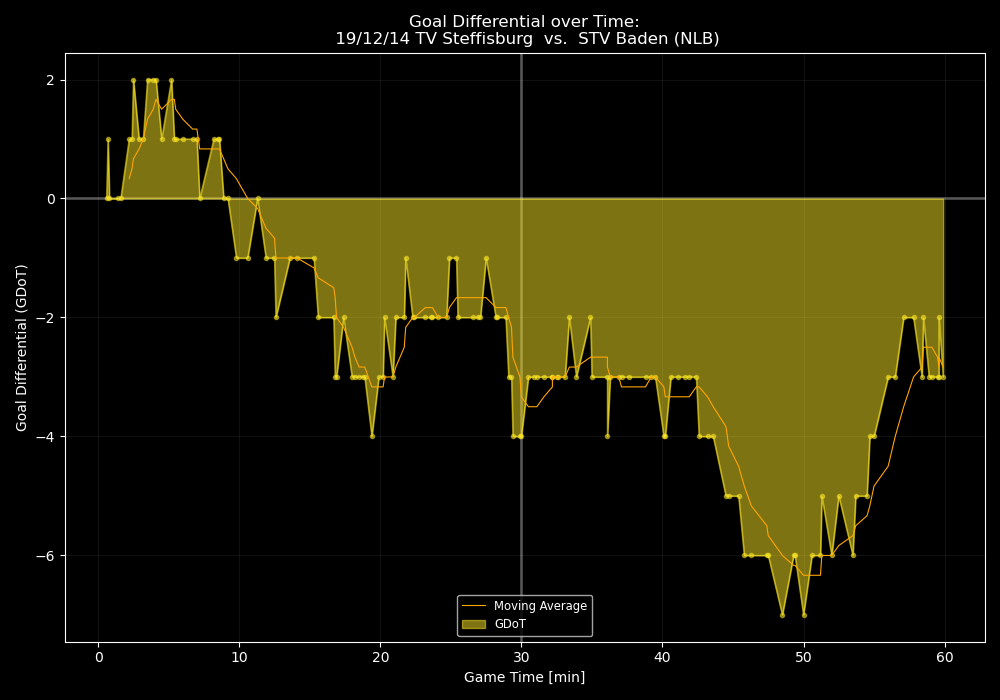 Goal Differential over Time:
19/12/14 TV Steffisburg  vs.  STV Baden (NLB)
Goal Differential (GDoT)
2
0
−2
−4
−6
Moving Average
GDoT
0 10 20 30 40 50 60
Game Time [min]